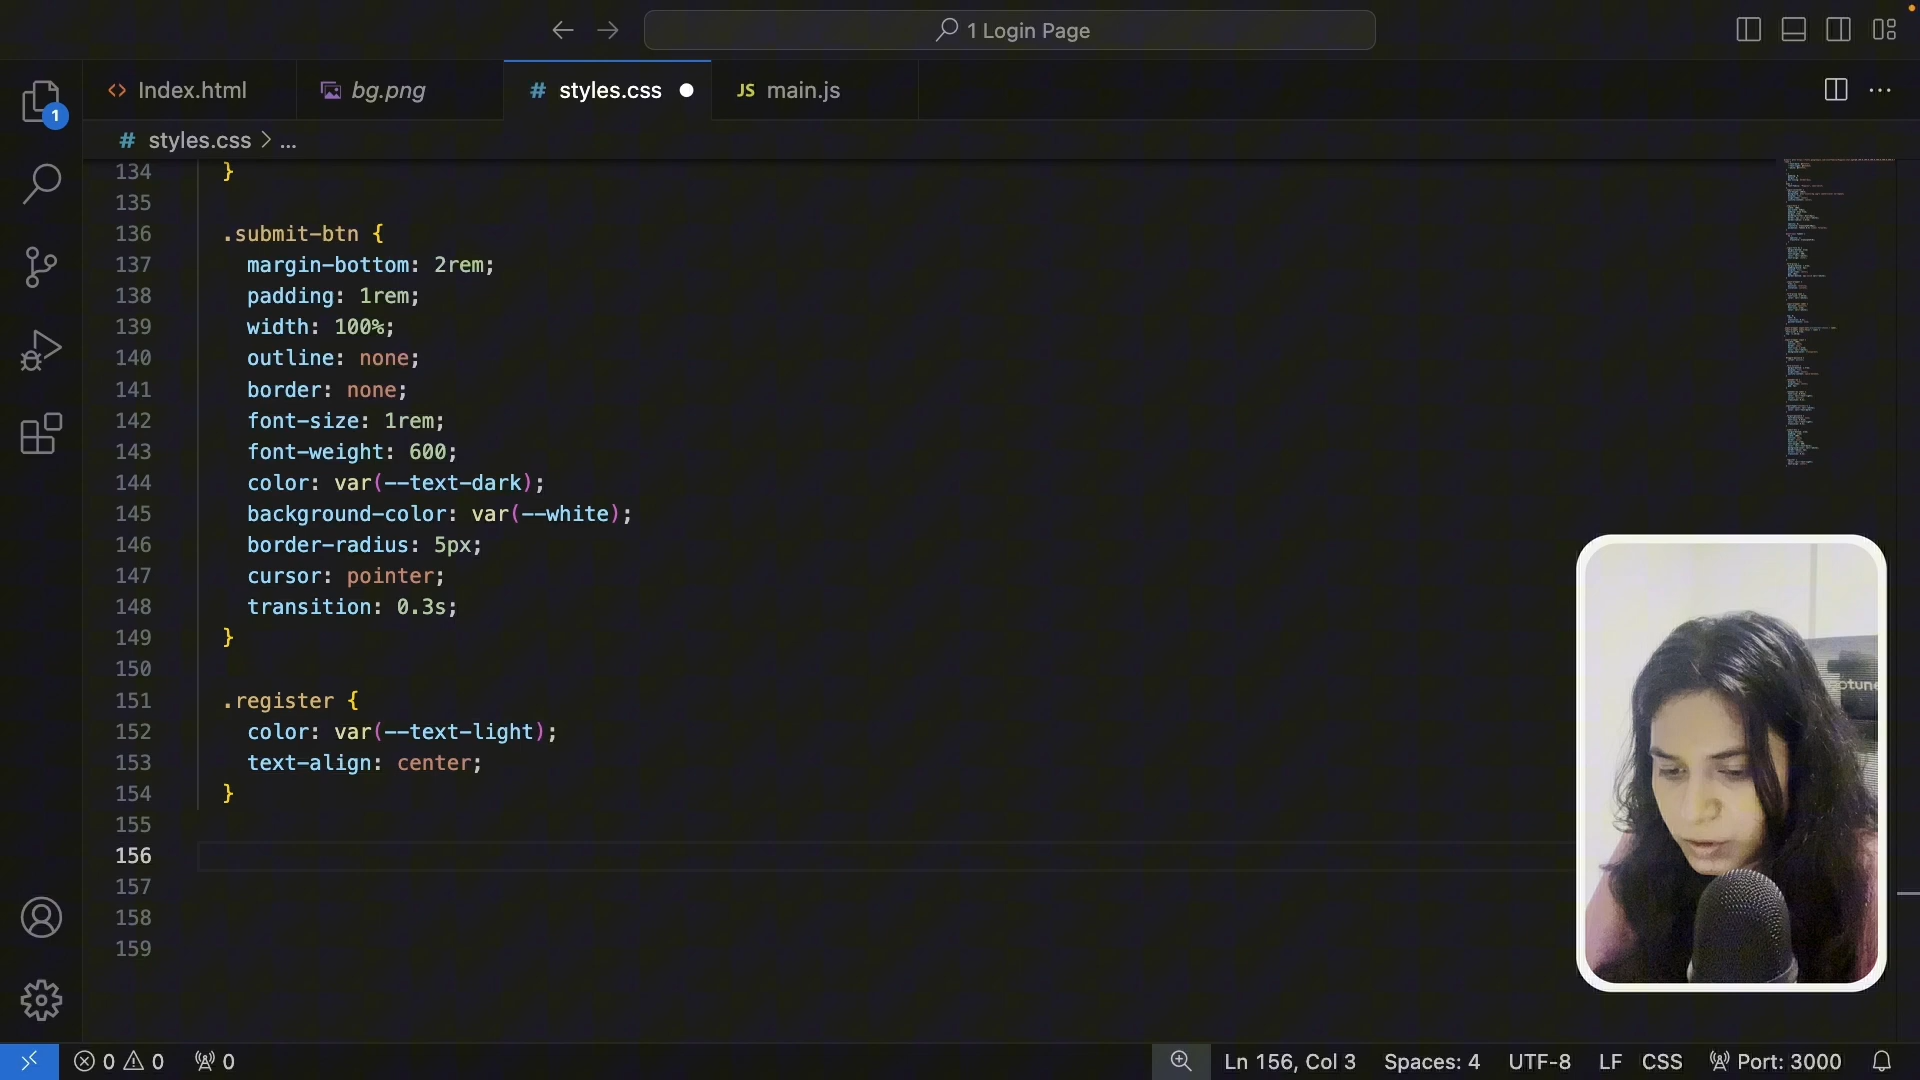 1 Login Page
Index.html
bg.png
# styles.css
JS main.js
1
# styles.css > ...
134 }
135
136 .submit-btn {
137 margin-bottom: 2rem;
138 padding: 1rem;
139 width: 100%;
140 outline: none;
141 border: none;
142 font-size: 1rem;
143 font-weight: 600;
144 color: var(--text-dark);
145 background-color: var(--white);
146 border-radius: 5px;
147 cursor: pointer;
148 transition: 0.3s;
149 }
150
151 .register {
152 color: var(--text-light);
153 text-align: center;
154 }
155
156
157
158
159
0 0 0 Ln 156, Col 3 Spaces: 4 UTF-8 LF CSS Port: 3000